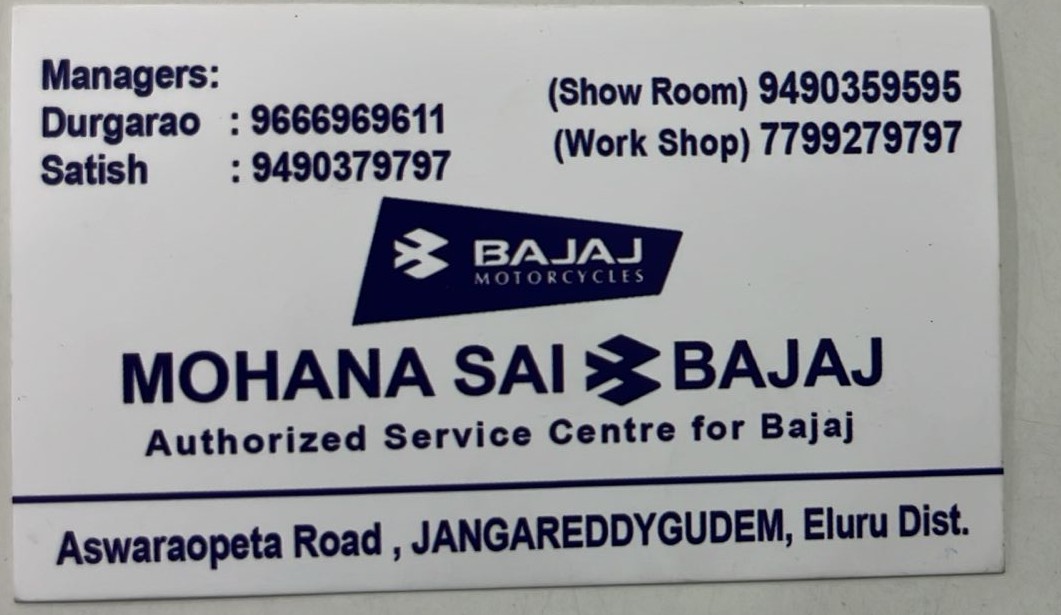 Managers:
Durgarao : 9666969611
Satish : 9490379797
(Show Room) 9490359595
(Work Shop) 7799279797
BAJAJ
MOTORCYCLES
MOHANA SAI BAJAJ
Authorized Service Centre for Bajaj
Aswaraopeta Road , JANGAREDDYGUDEM, Eluru Dist.